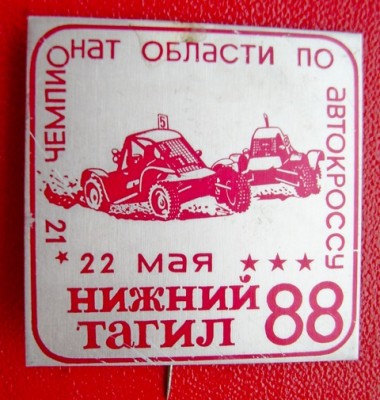 ЧЕМПИОНАТ ОБЛАСТИ ПО АВТОКРОССУ
5
21 ★ 22 МАЯ ★★★
НИЖНИЙ
ТАГИЛ
88